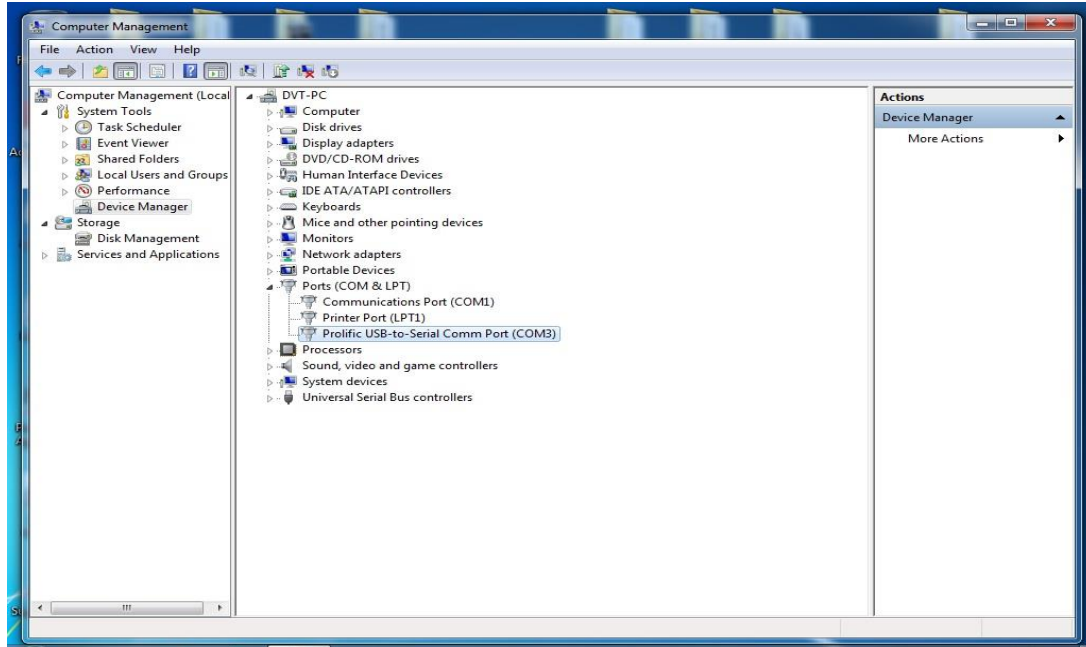 Computer Management
File Action View Help
Computer Management (Local
System Tools
Task Scheduler
Event Viewer
Shared Folders
Local Users and Groups
Performance
Device Manager
Storage
Disk Management
Services and Applications
DVT-PC
Computer
Disk drives
Display adapters
DVD/CD-ROM drives
Human Interface Devices
IDE ATA/ATAPI controllers
Keyboards
Mice and other pointing devices
Monitors
Network adapters
Portable Devices
Ports (COM & LPT)
Communications Port (COM1)
Printer Port (LPT1)
Prolific USB-to-Serial Comm Port (COM3)
Processors
Sound, video and game controllers
System devices
Universal Serial Bus controllers
Actions
Device Manager
More Actions